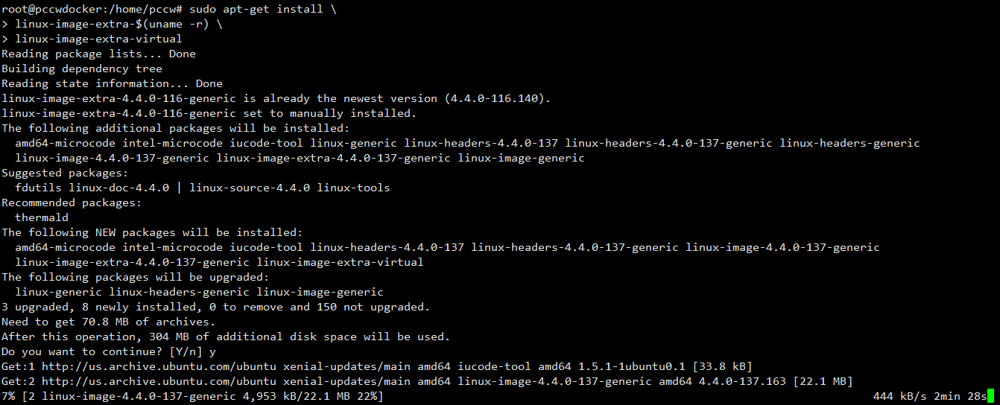 root@pccwdocker:/home/pccw# sudo apt-get install \
> linux-image-extra-$(uname -r) \
> linux-image-extra-virtual
Reading package lists... Done
Building dependency tree
Reading state information... Done
linux-image-extra-4.4.0-116-generic is already the newest version (4.4.0-116.140).
linux-image-extra-4.4.0-116-generic set to manually installed.
The following additional packages will be installed:
  amd64-microcode intel-microcode iucode-tool linux-generic linux-headers-4.4.0-137 linux-headers-4.4.0-137-generic linux-headers-generic
  linux-image-4.4.0-137-generic linux-image-extra-4.4.0-137-generic linux-image-generic
Suggested packages:
  fdutils linux-doc-4.4.0 | linux-source-4.4.0 linux-tools
Recommended packages:
  thermald
The following NEW packages will be installed:
  amd64-microcode intel-microcode iucode-tool linux-headers-4.4.0-137 linux-headers-4.4.0-137-generic linux-image-4.4.0-137-generic
  linux-image-extra-4.4.0-137-generic linux-image-extra-virtual
The following packages will be upgraded:
  linux-generic linux-headers-generic linux-image-generic
3 upgraded, 8 newly installed, 0 to remove and 150 not upgraded.
Need to get 70.8 MB of archives.
After this operation, 304 MB of additional disk space will be used.
Do you want to continue? [Y/n] y
Get:1 http://us.archive.ubuntu.com/ubuntu xenial-updates/main amd64 iucode-tool amd64 1.5.1-1ubuntu0.1 [33.8 kB]
Get:2 http://us.archive.ubuntu.com/ubuntu xenial-updates/main amd64 linux-image-4.4.0-137-generic amd64 4.4.0-137.163 [22.1 MB]
7% [2 linux-image-4.4.0-137-generic 4,953 kB/22.1 MB 22%] 444 kB/s 2min 28s